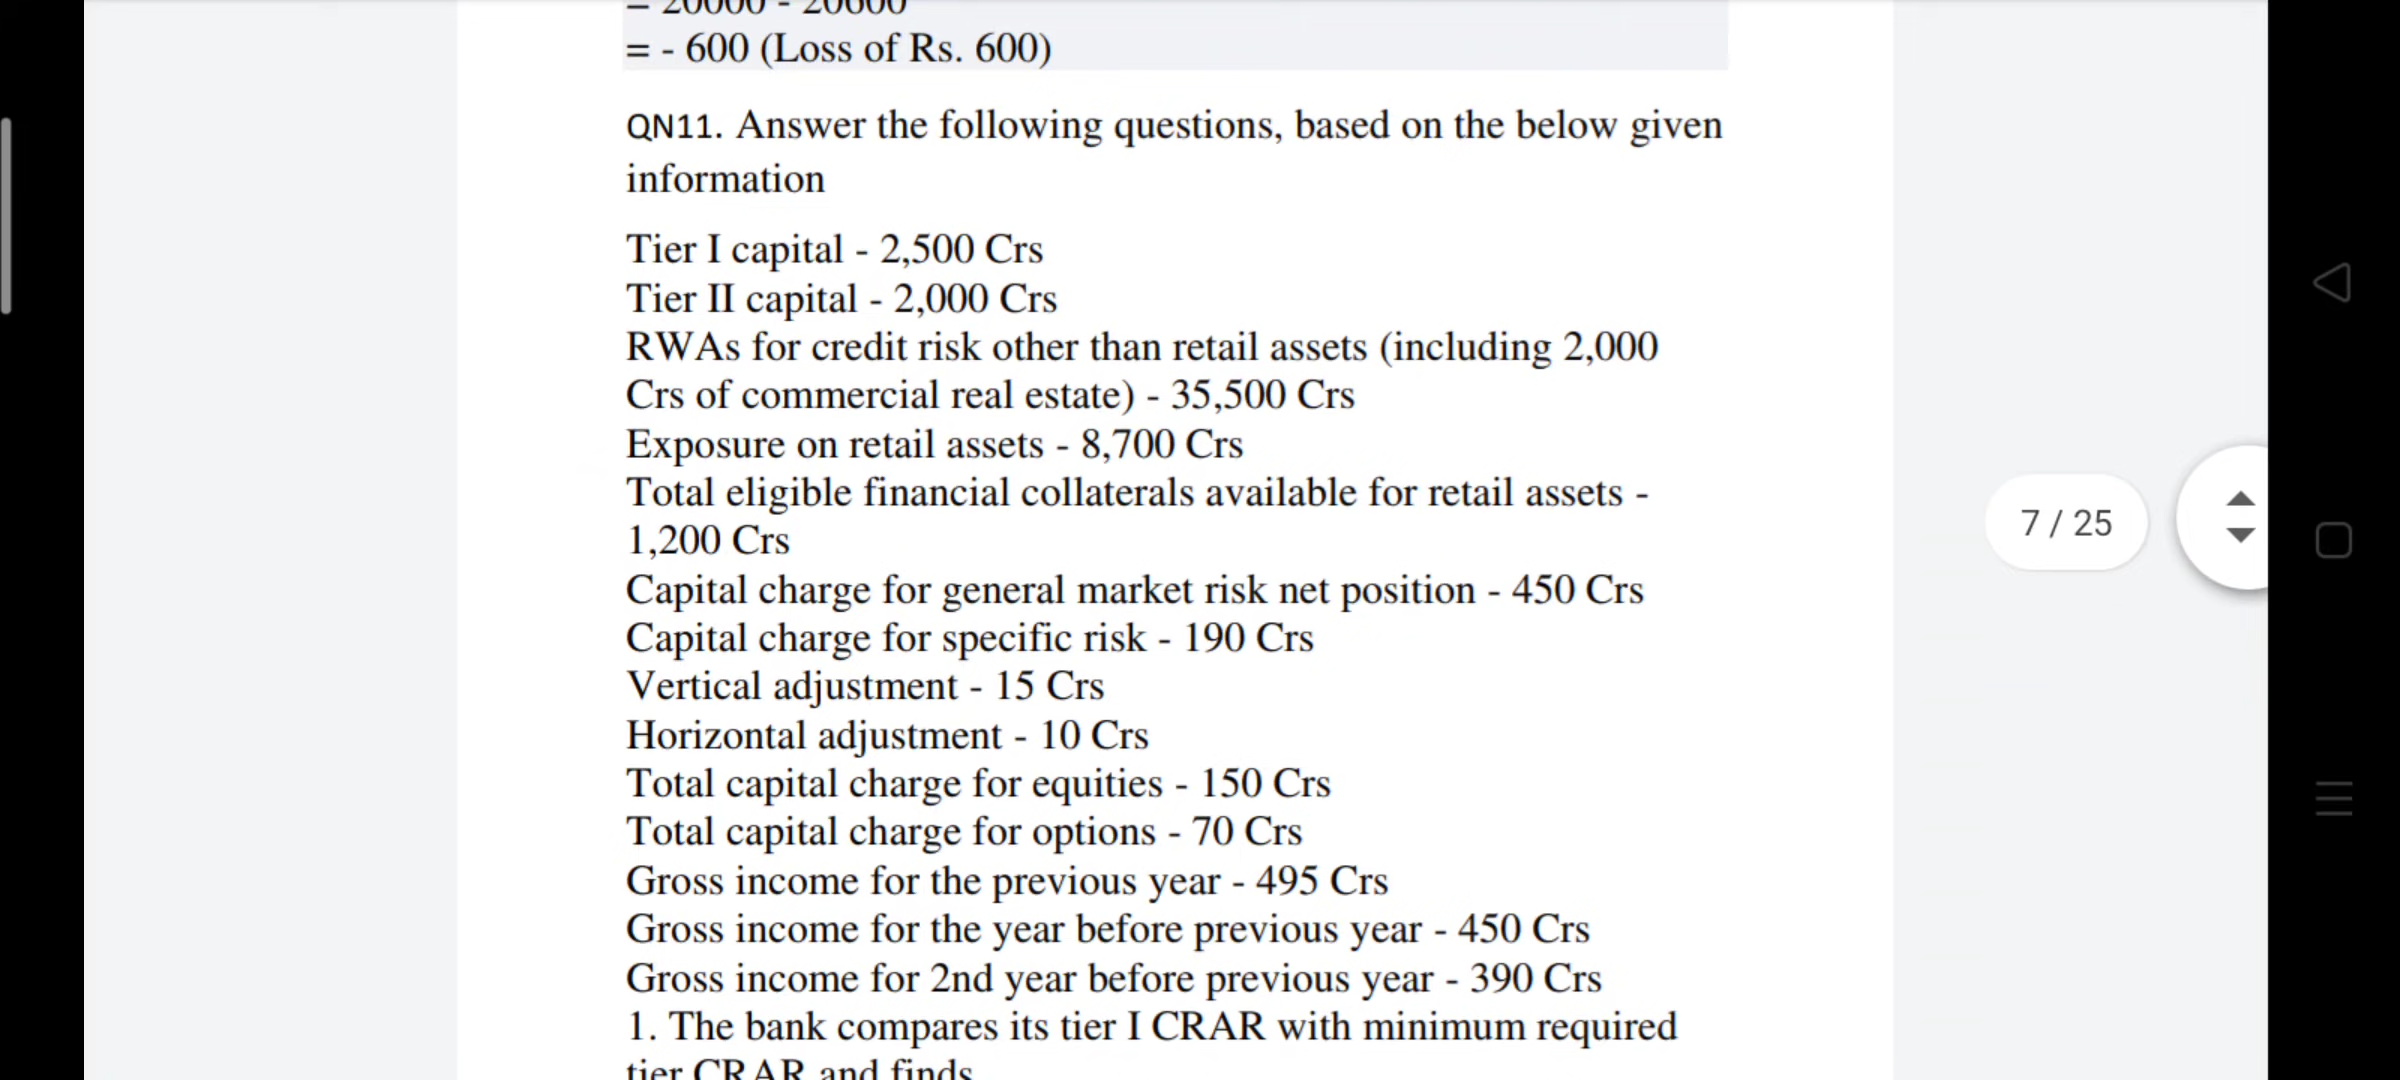 = 20000 - 20600
= - 600 (Loss of Rs. 600)
QN11. Answer the following questions, based on the below given
information
Tier I capital - 2,500 Crs
Tier II capital - 2,000 Crs
RWAs for credit risk other than retail assets (including 2,000
Crs of commercial real estate) - 35,500 Crs
Exposure on retail assets - 8,700 Crs
Total eligible financial collaterals available for retail assets -
1,200 Crs
Capital charge for general market risk net position - 450 Crs
Capital charge for specific risk - 190 Crs
Vertical adjustment - 15 Crs
Horizontal adjustment - 10 Crs
Total capital charge for equities - 150 Crs
Total capital charge for options - 70 Crs
Gross income for the previous year - 495 Crs
Gross income for the year before previous year - 450 Crs
Gross income for 2nd year before previous year - 390 Crs
1. The bank compares its tier I CRAR with minimum required
tier CRAR and finds
7 / 25